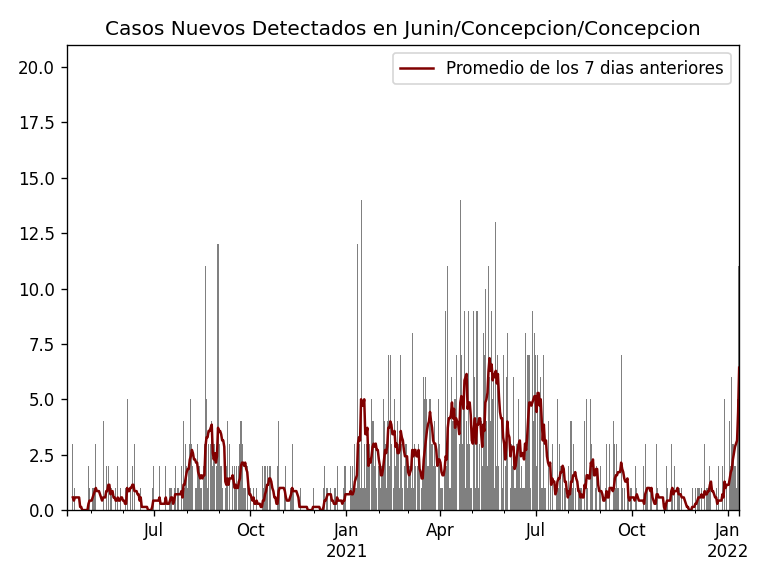 Casos Nuevos Detectados en Junin/Concepcion/Concepcion
Promedio de los 7 dias anteriores
20.0
17.5
15.0
12.5
10.0
7.5
5.0
2.5
0.0
Jul
Oct
Jan
2021
Apr
Jul
Oct
Jan
2022